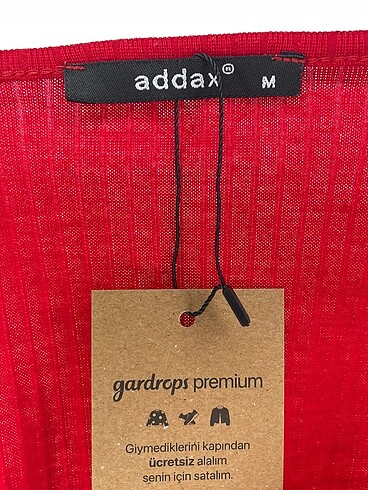 addax
M
gardrops premium
Giymediklerini kapından
ücretsiz alalım
senin için satalım.